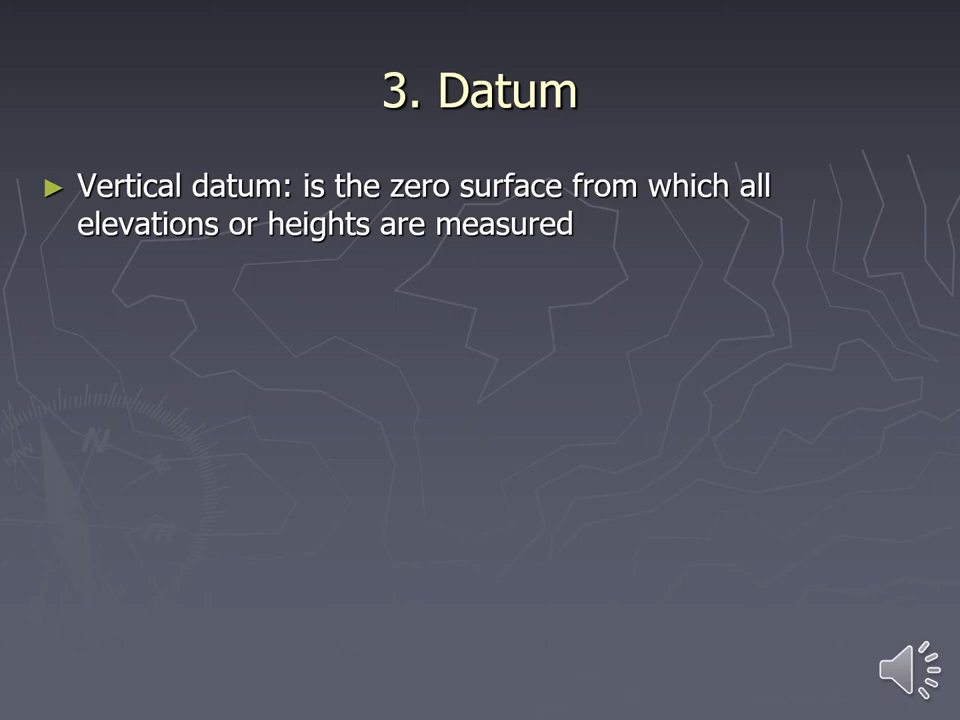 3. Datum
► Vertical datum: is the zero surface from which all
elevations or heights are measured
N